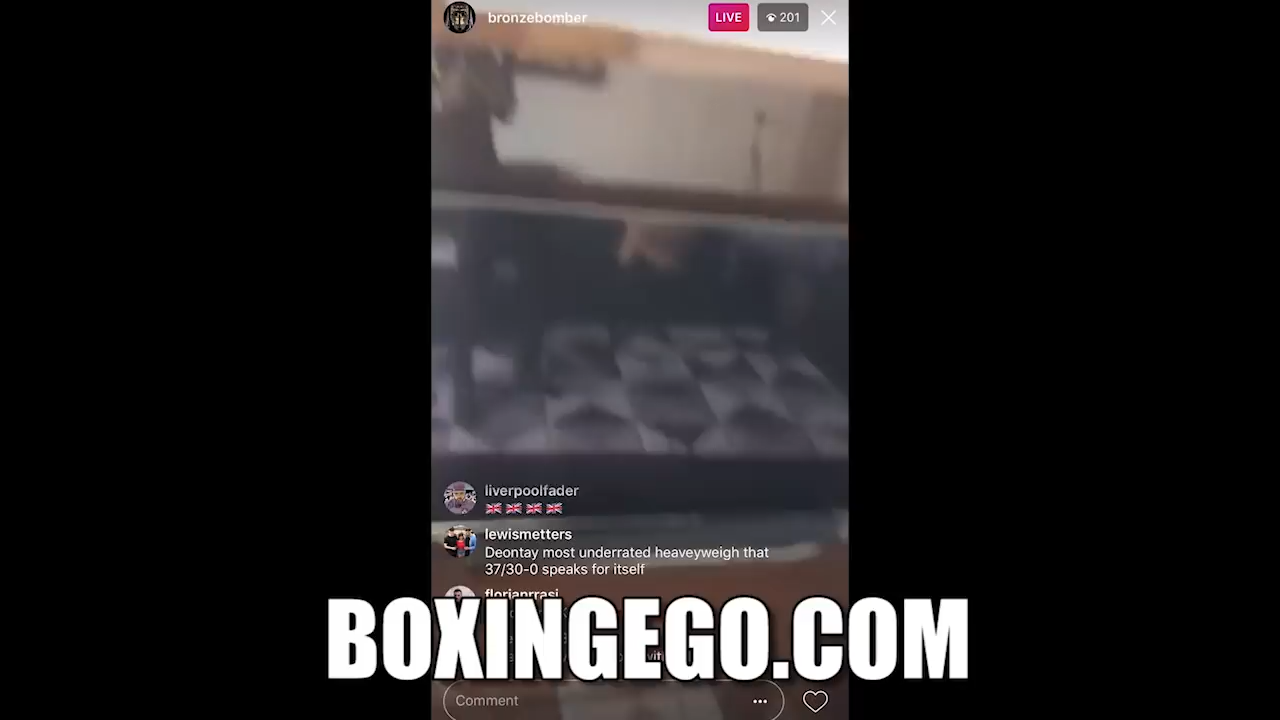 bronzebomber
LIVE
201
liverpoolfader
🇬🇧 🇬🇧 🇬🇧 🇬🇧
lewismetters
Deontay most underrated heaveyweigh that
37/30-0 speaks for itself
florianrrasi
BOXINGEGO.COM
Comment